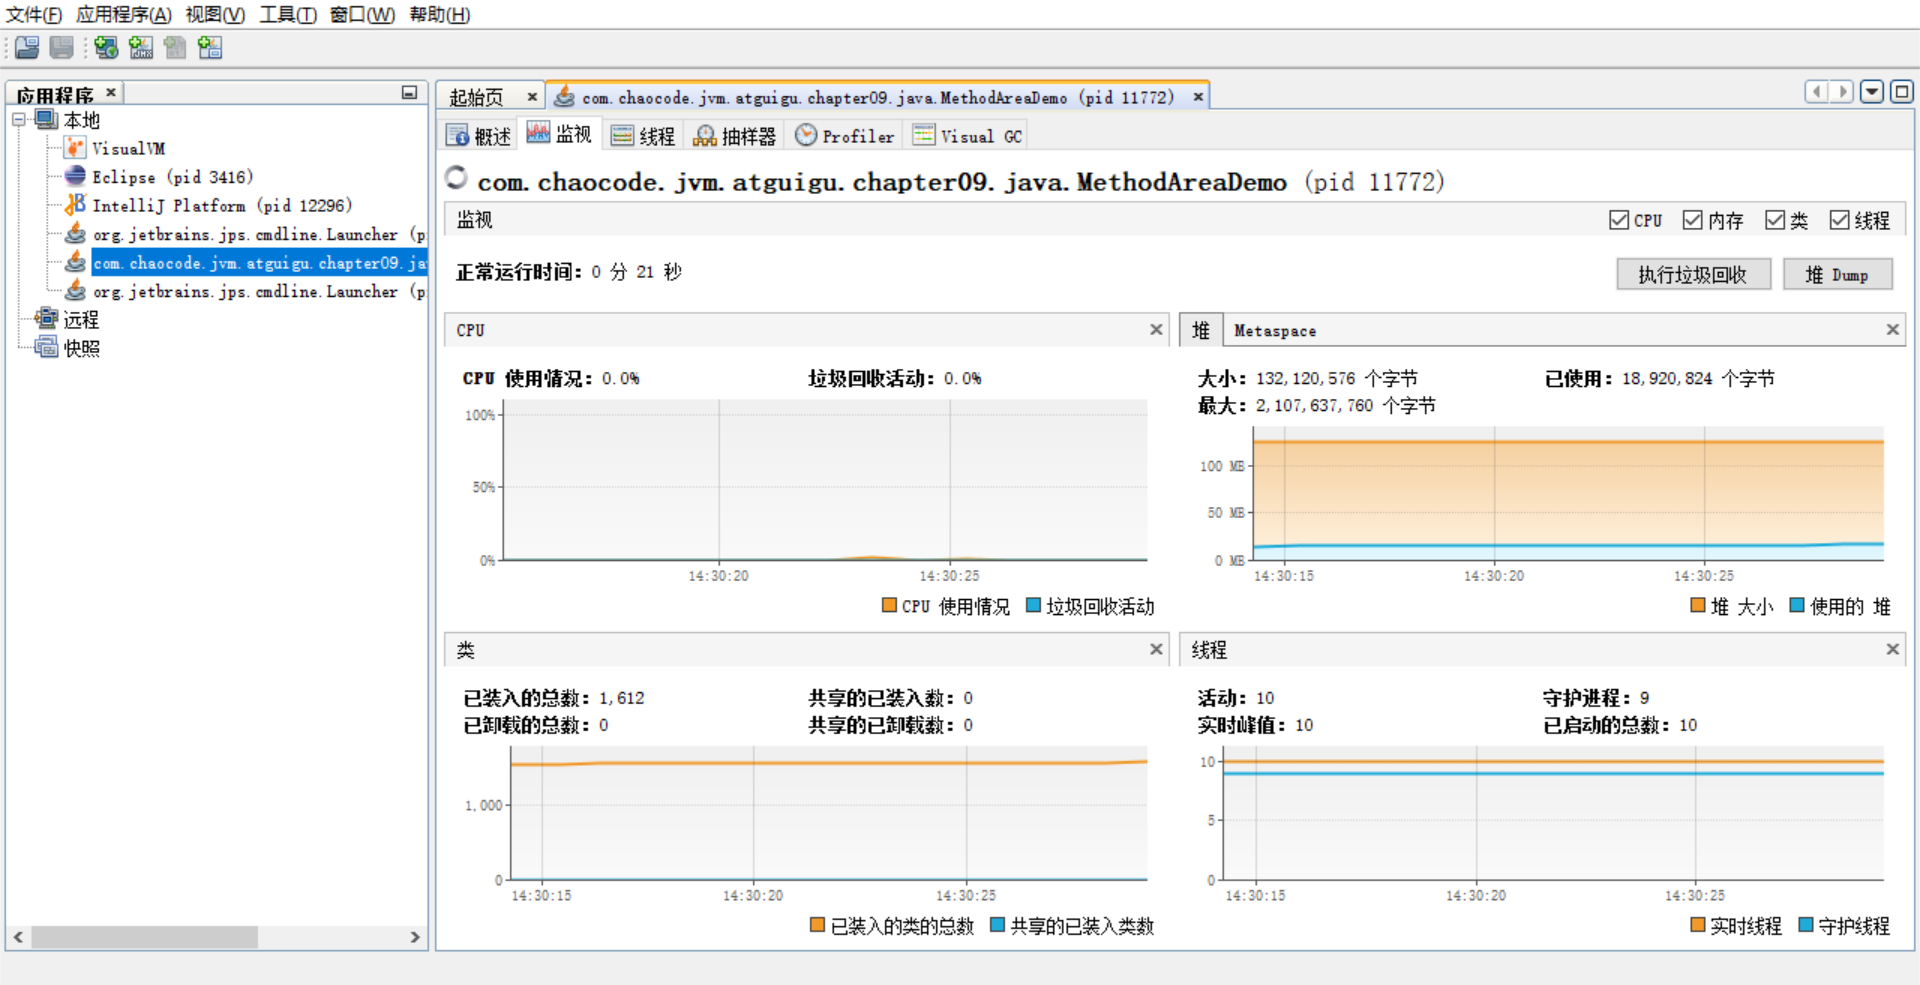 文件(F) 应用程序(A) 视图(V) 工具(T) 窗口(W) 帮助(H)
应用程序
本地
VisualVM
Eclipse (pid 3416)
IntelliJ Platform (pid 12296)
org.jetbrains.jps.cmdline.Launcher (p
com.chaocode.jvm.atguigu.chapter09.ja
org.jetbrains.jps.cmdline.Launcher (p
远程
快照
起始页 com.chaocode.jvm.atguigu.chapter09.java.MethodAreaDemo (pid 11772)
概述 监视 线程 抽样器 Profiler Visual GC
com.chaocode.jvm.atguigu.chapter09.java.MethodAreaDemo (pid 11772)
监视 CPU 内存 类 线程
正常运行时间: 0 分 21 秒 执行垃圾回收 堆 Dump
CPU
CPU 使用情况: 0.0% 垃圾回收活动: 0.0%
100%
50%
0%
14:30:20 14:30:25
CPU 使用情况 垃圾回收活动
堆 Metaspace
大小: 132,120,576 个字节 已使用: 18,920,824 个字节
最大: 2,107,637,760 个字节
100 MB
50 MB
0 MB
14:30:15 14:30:20 14:30:25
堆 大小 使用的 堆
类
已装入的总数: 1,612 共享的已装入数: 0
已卸载的总数: 0 共享的已卸载数: 0
1,000
0
14:30:15 14:30:20 14:30:25
已装入的类的总数 共享的已装入类数
线程
活动: 10 守护进程: 9
实时峰值: 10 已启动的总数: 10
10
5
0
14:30:15 14:30:20 14:30:25
实时线程 守护线程